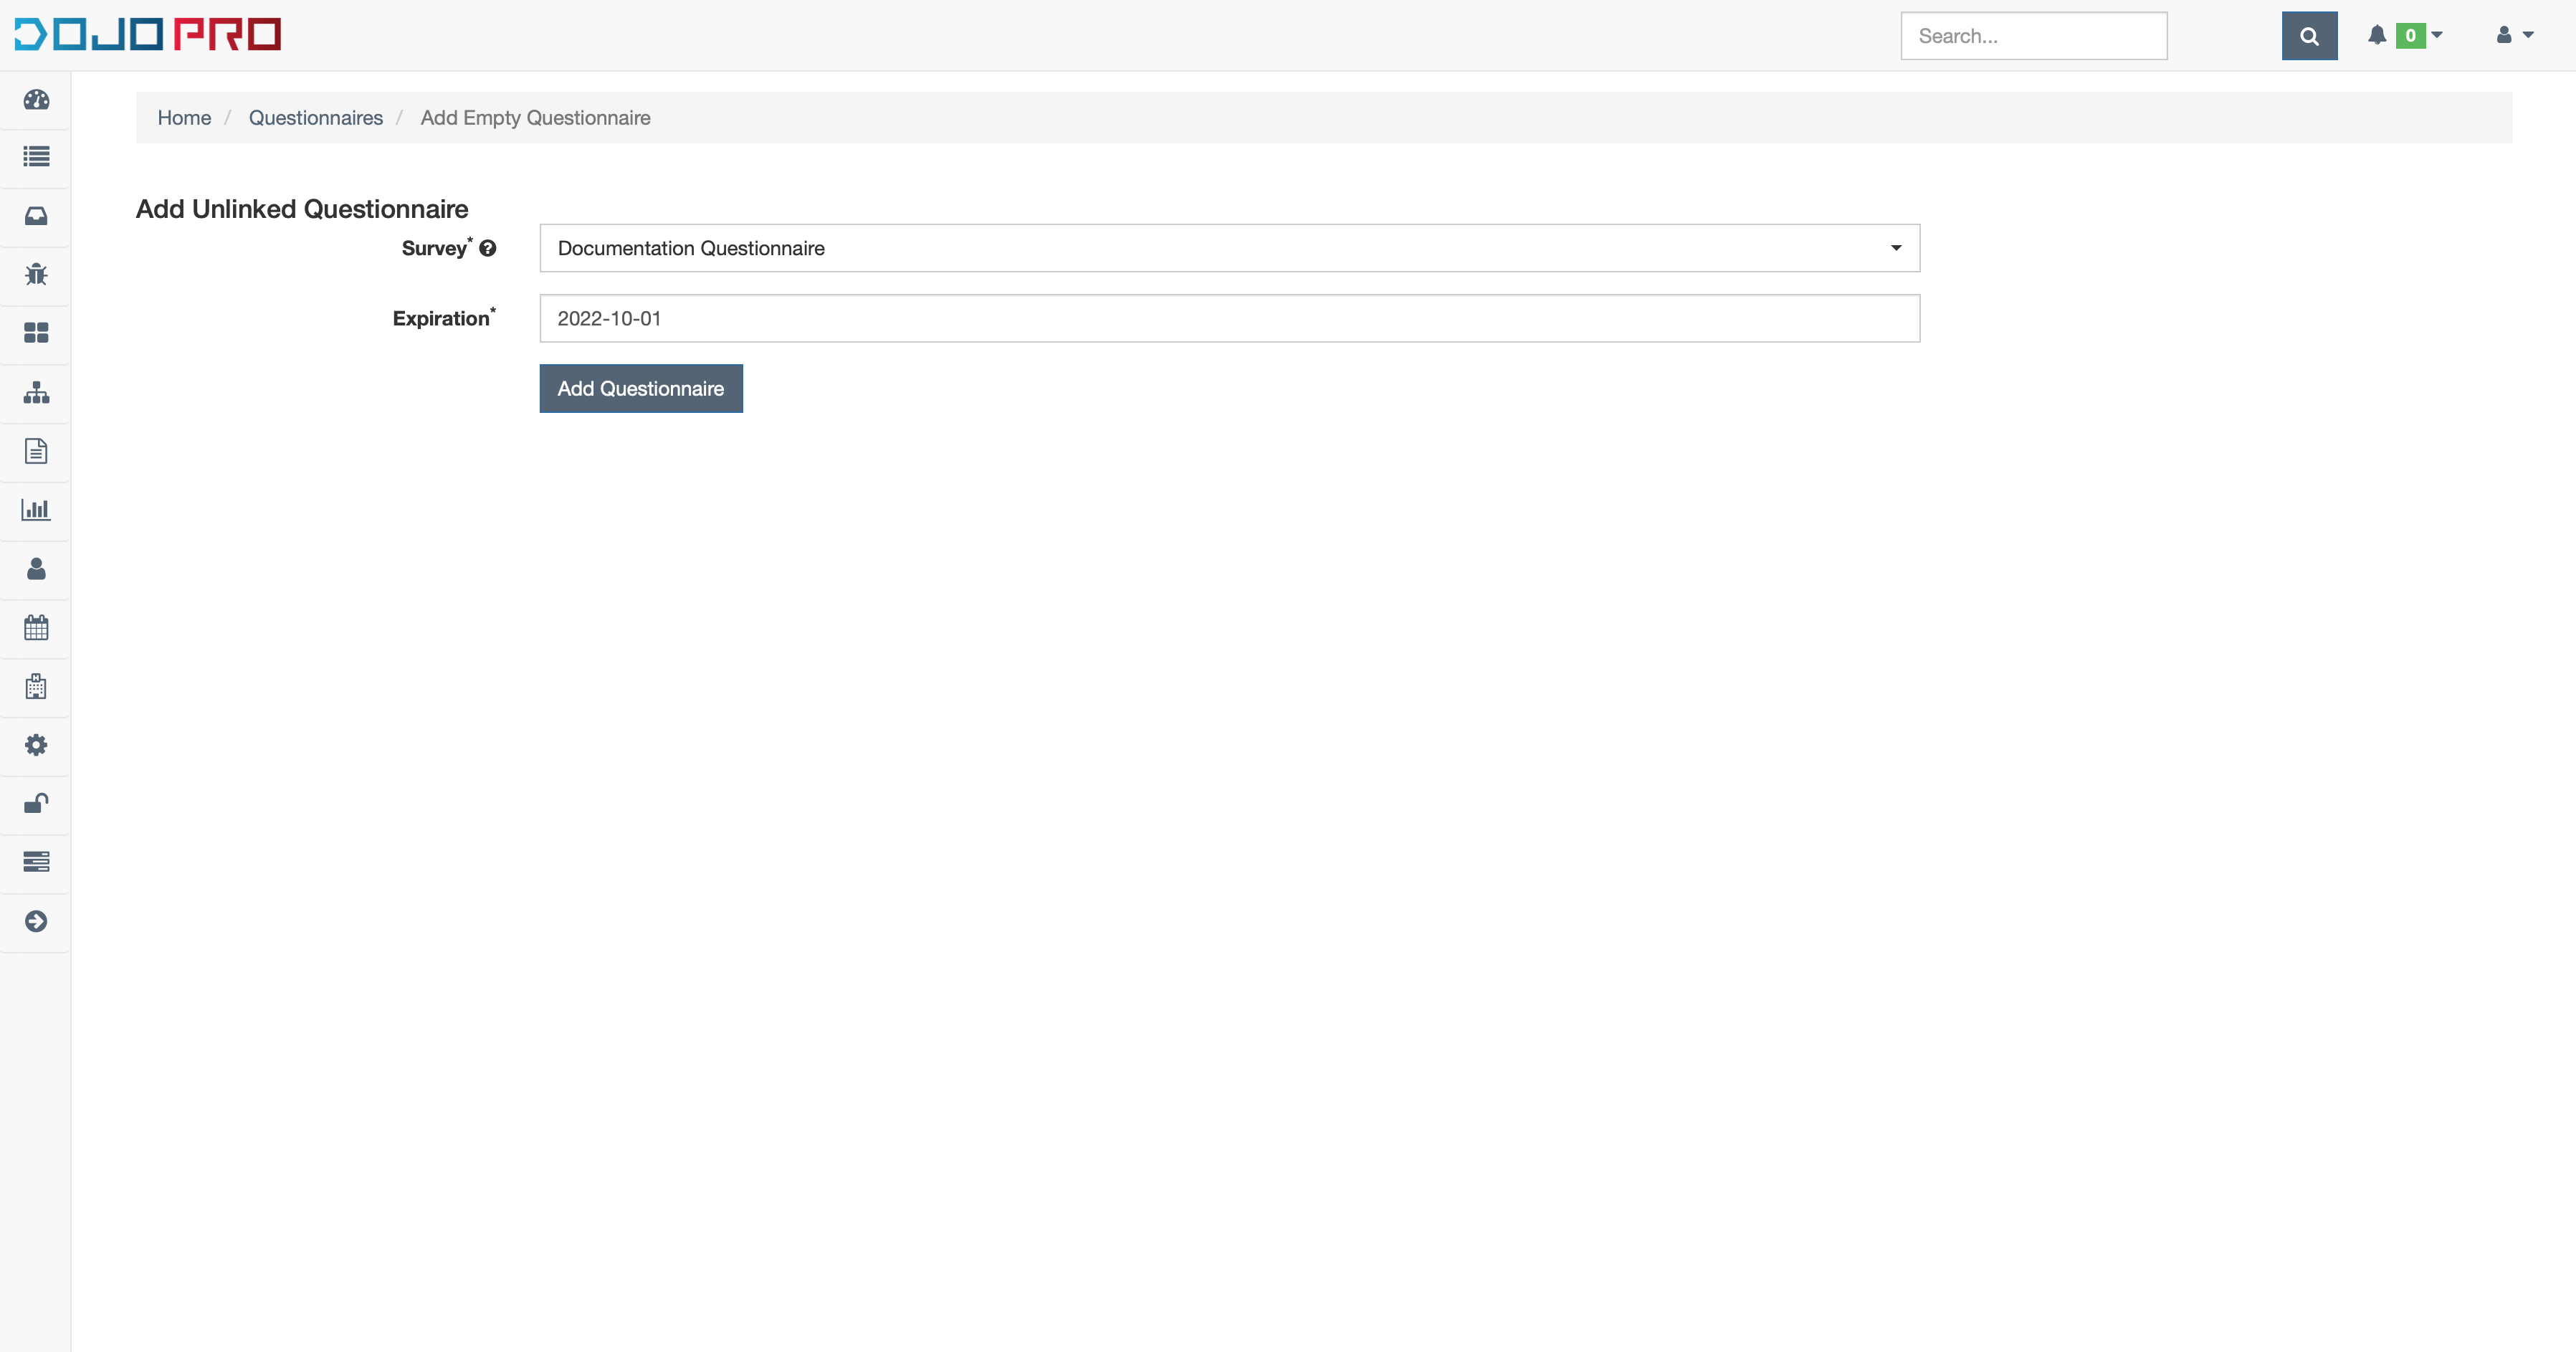 DOJO PRO
Search...
0
Home / Questionnaires / Add Empty Questionnaire
Add Unlinked Questionnaire
Survey*
Documentation Questionnaire
Expiration*
2022-10-01
Add Questionnaire